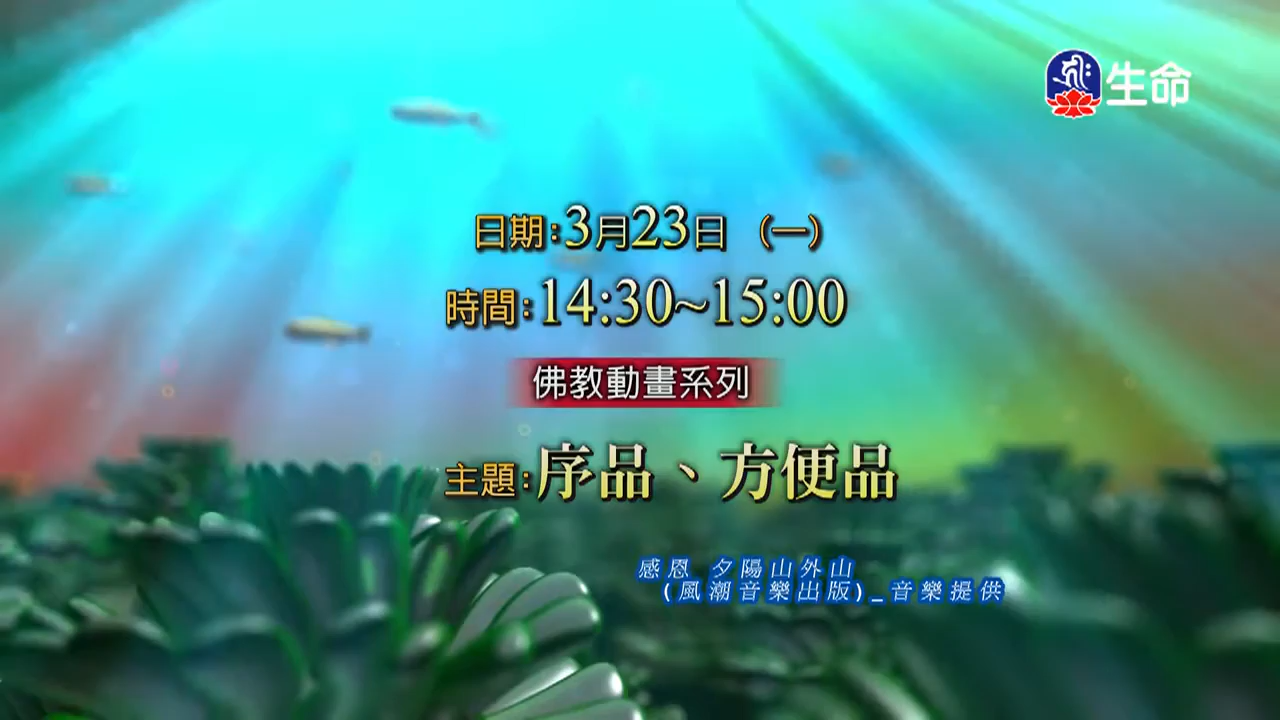 生命
日期:3月23日 (一)
時間:14:30~15:00
佛教動畫系列
主題:序品、方便品
感恩 夕陽山外山
(風潮音樂出版)_音樂提供